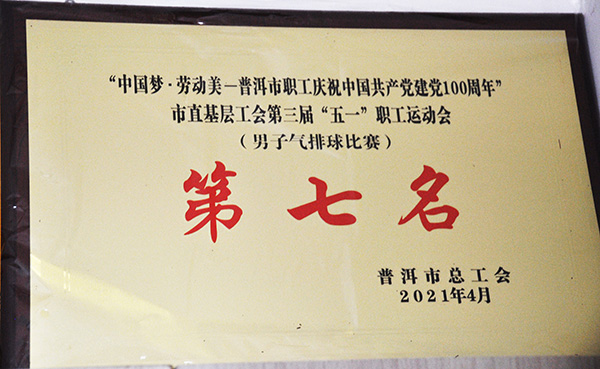 “中国梦·劳动美—普洱市职工庆祝中国共产党建党100周年”
市直基层工会第三届“五一”职工运动会
（男子气排球比赛）
第七名
普洱市总工会
2021年4月